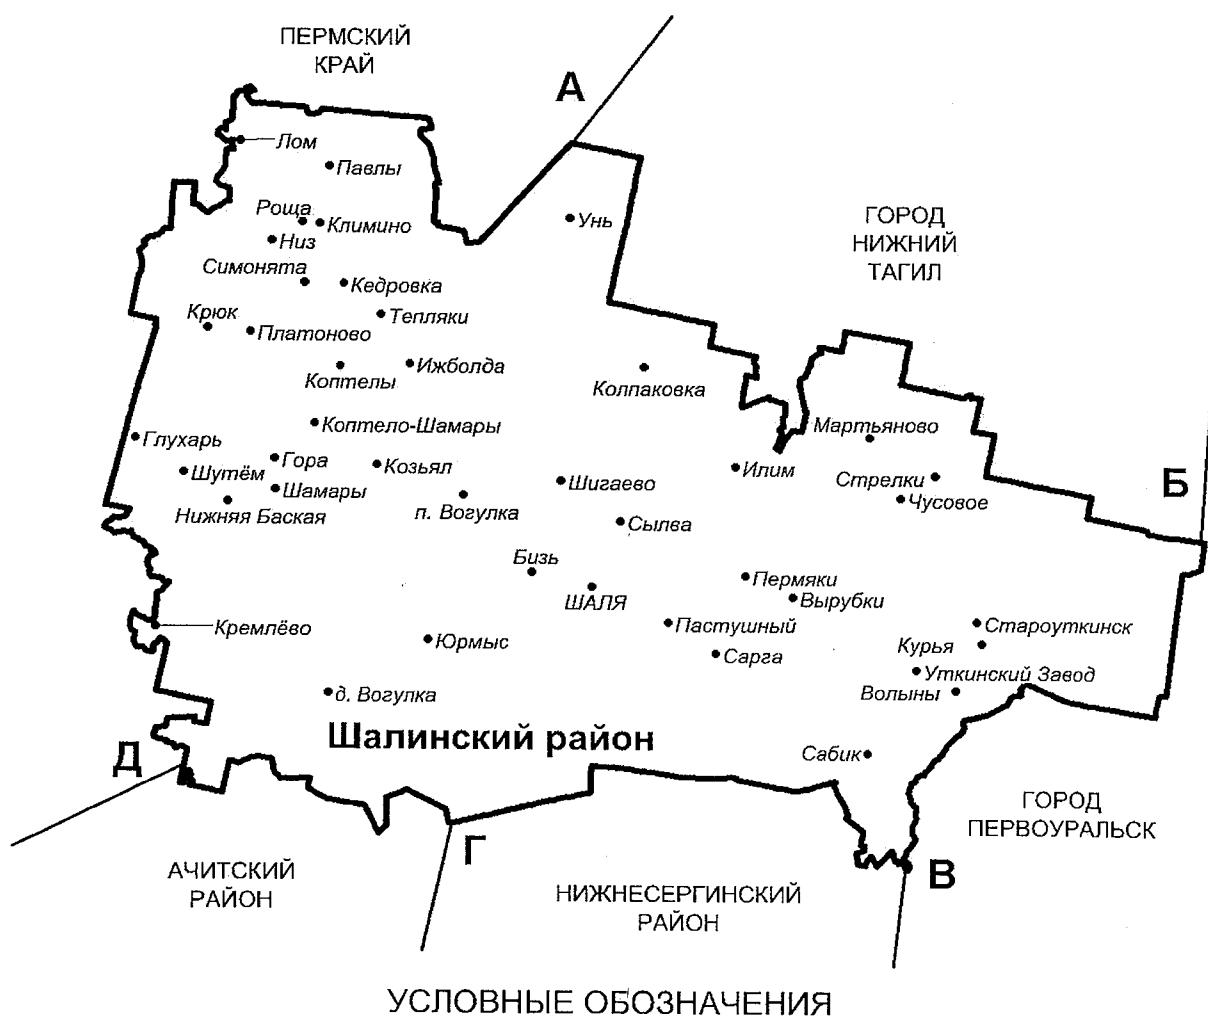 ПЕРМСКИЙ
КРАЙ
А
Лом
Павлы
Роща
Климино
Унь
Низ
ГОРОД
НИЖНИЙ
ТАГИЛ
Симонята
Кедровка
Крюк
Тепляки
Платоново
Ижболда
Коптелы
Колпаковка
Мартьяново
Коптело-Шамары
Глухарь
Гора
Козьял
Шутём
Илим
Стрелки
Б
Шамары
Шигаево
Чусовое
Нижняя Баская
п. Вогулка
Сылва
Бизь
Пермяки
ШАЛЯ
Вырубки
Кремлёво
Пастушный
Староуткинск
Юрмыс
Сарга
Курья
Уткинский Завод
д. Вогулка
Волыны
Шалинский район
Сабик
Д
ГОРОД
ПЕРВОУРАЛЬСК
Г
АЧИТСКИЙ
РАЙОН
В
НИЖНЕСЕРГИНСКИЙ
РАЙОН
УСЛОВНЫЕ ОБОЗНАЧЕНИЯ